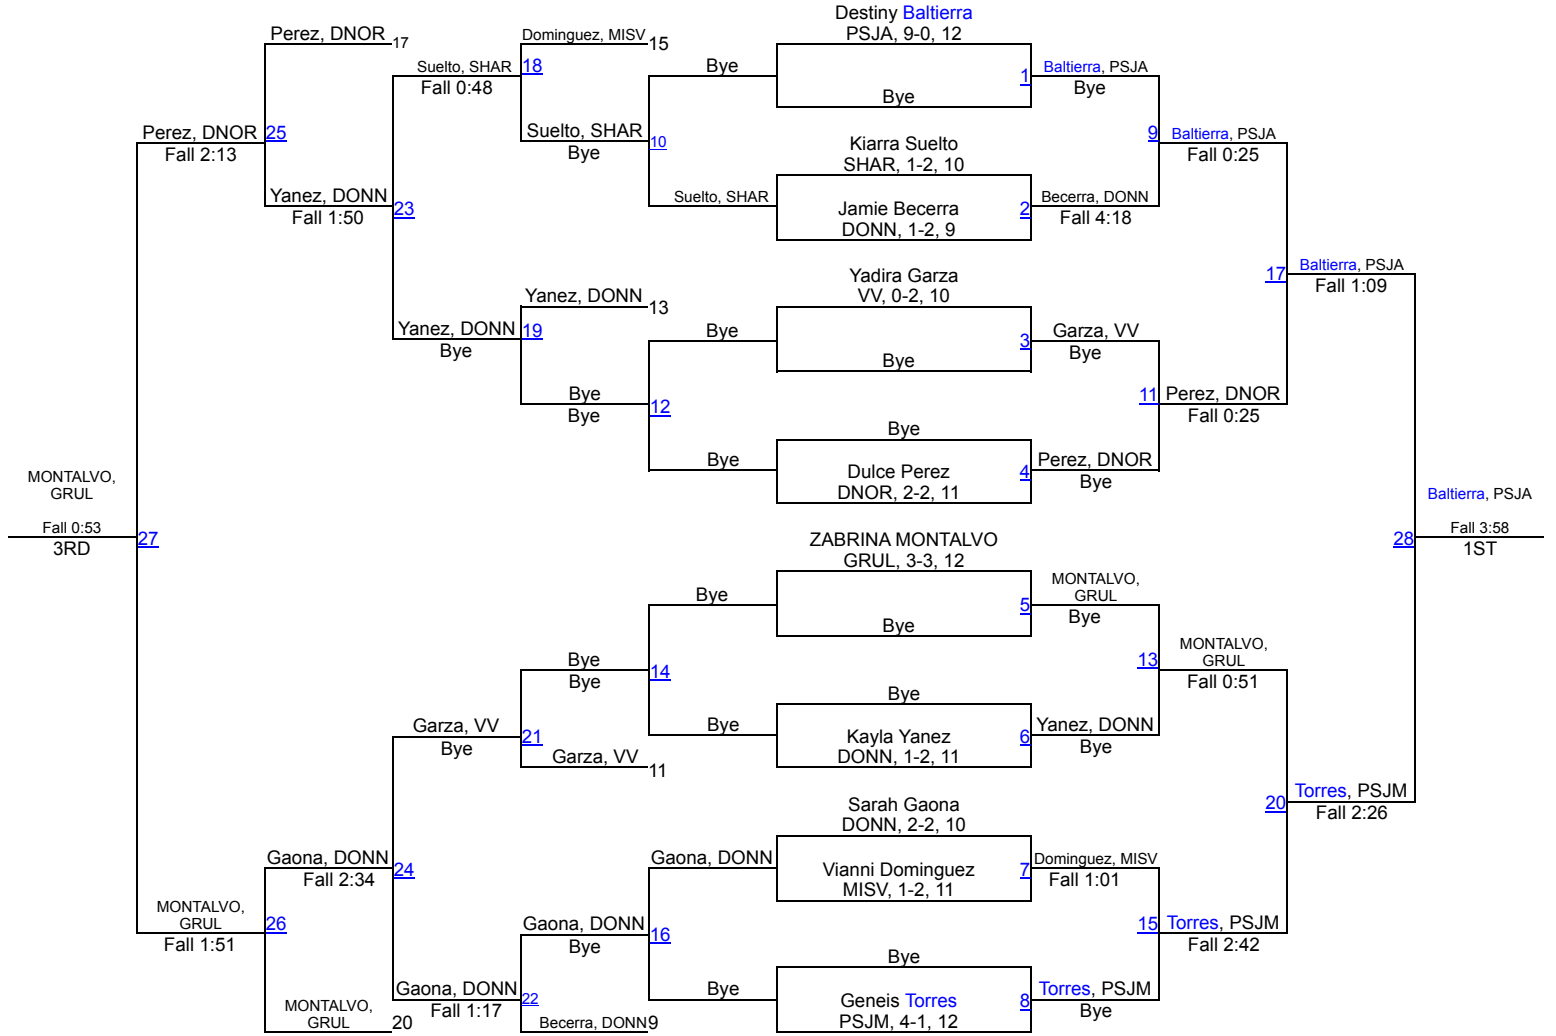 Destiny Baltierra
PSJA, 9-0, 12
Perez, DNOR 17
Dominguez, MISV 15
Suelto, SHAR 18
Fall 0:48
Bye
1 Baltierra, PSJA
Bye
Bye
Perez, DNOR 25
Fall 2:13
Suelto, SHAR 10
Bye
Kiarra Suelto
SHAR, 1-2, 10
9 Baltierra, PSJA
Fall 0:25
Yanez, DONN 23
Fall 1:50
Suelto, SHAR
Jamie Becerra
DONN, 1-2, 9
2 Becerra, DONN
Fall 4:18
Yadira Garza
VV, 0-2, 10
17 Baltierra, PSJA
Fall 1:09
Yanez, DONN 13
Yanez, DONN 19
Bye
Bye
3 Garza, VV
Bye
Bye
Bye
Bye
12
11 Perez, DNOR
Fall 0:25
Bye
Bye
Dulce Perez
DNOR, 2-2, 11
4 Perez, DNOR
Bye
MONTALVO,
GRUL
Fall 0:53
3RD
27
Baltierra, PSJA
28 Fall 3:58
1ST
ZABRINA MONTALVO
GRUL, 3-3, 12
Bye
5 MONTALVO,
GRUL
Bye
Bye
Bye
Bye
14
13 MONTALVO,
GRUL
Fall 0:51
Bye
Garza, VV 21
Bye
Bye
Kayla Yanez
DONN, 1-2, 11
6 Yanez, DONN
Bye
Garza, VV 11
20 Torres, PSJM
Fall 2:26
Sarah Gaona
DONN, 2-2, 10
Gaona, DONN 24
Fall 2:34
Gaona, DONN
Vianni Dominguez
MISV, 1-2, 11
7 Dominguez, MISV
Fall 1:01
MONTALVO,
GRUL 26
Fall 1:51
Gaona, DONN 16
Bye
15 Torres, PSJM
Fall 2:42
Bye
Gaona, DONN 22
Fall 1:17
Bye
Geneis Torres
PSJM, 4-1, 12
8 Torres, PSJM
Bye
MONTALVO,
GRUL 20
Becerra, DONN 9